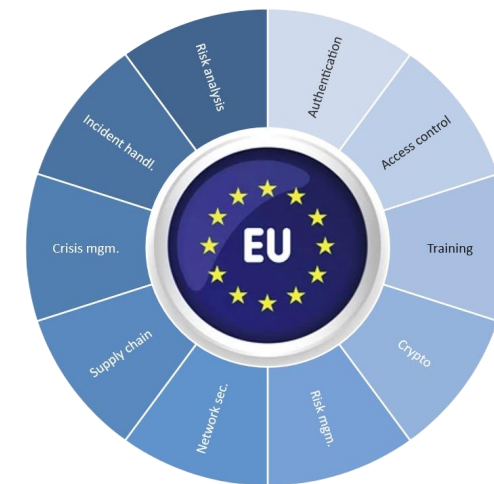 Risk analysis
Authentication
Incident handl.
Access control
Crisis mgm.
EU
Training
Supply chain
Crypto
Network sec.
Risk mgm.